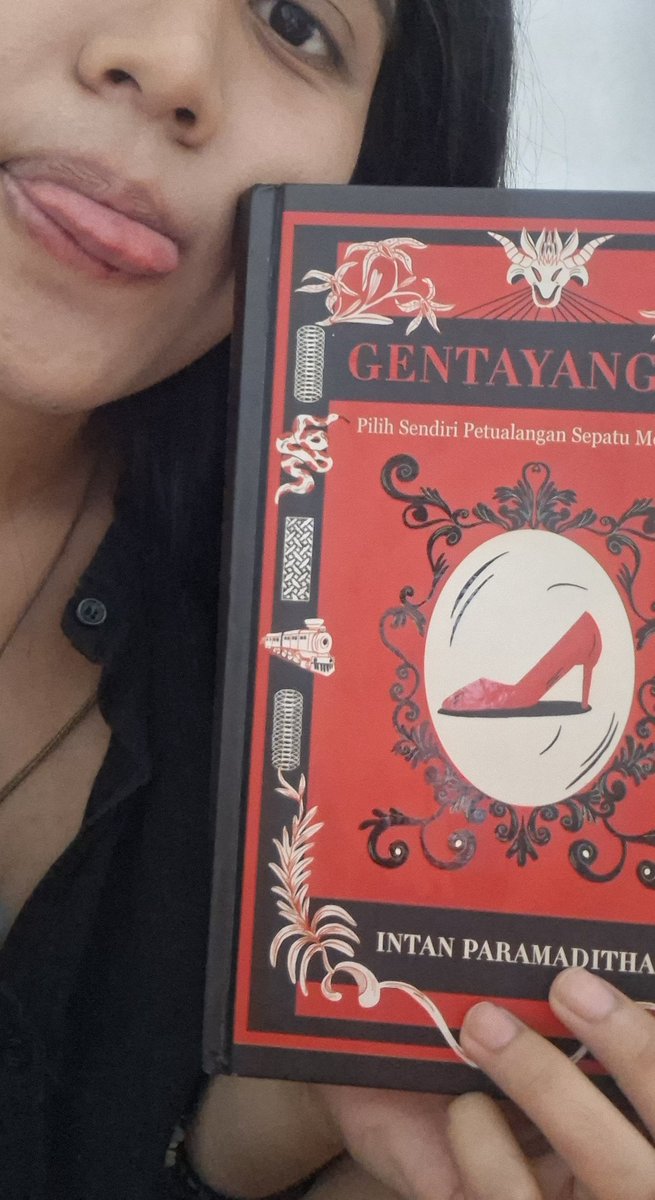 GENTAYANG
Pilih Sendiri Petualangan Sepatu Me
INTAN PARAMADITHA